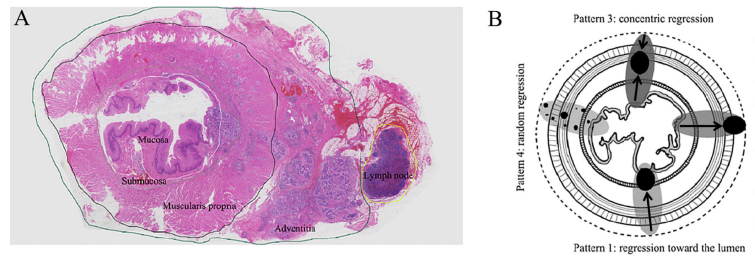 A
Mucosa
Submucosa
Muscularis propria
Adventitia
Lymph node
B
Pattern 3: concentric regression
Pattern 4: random regression
Pattern 1: regression toward the lumen